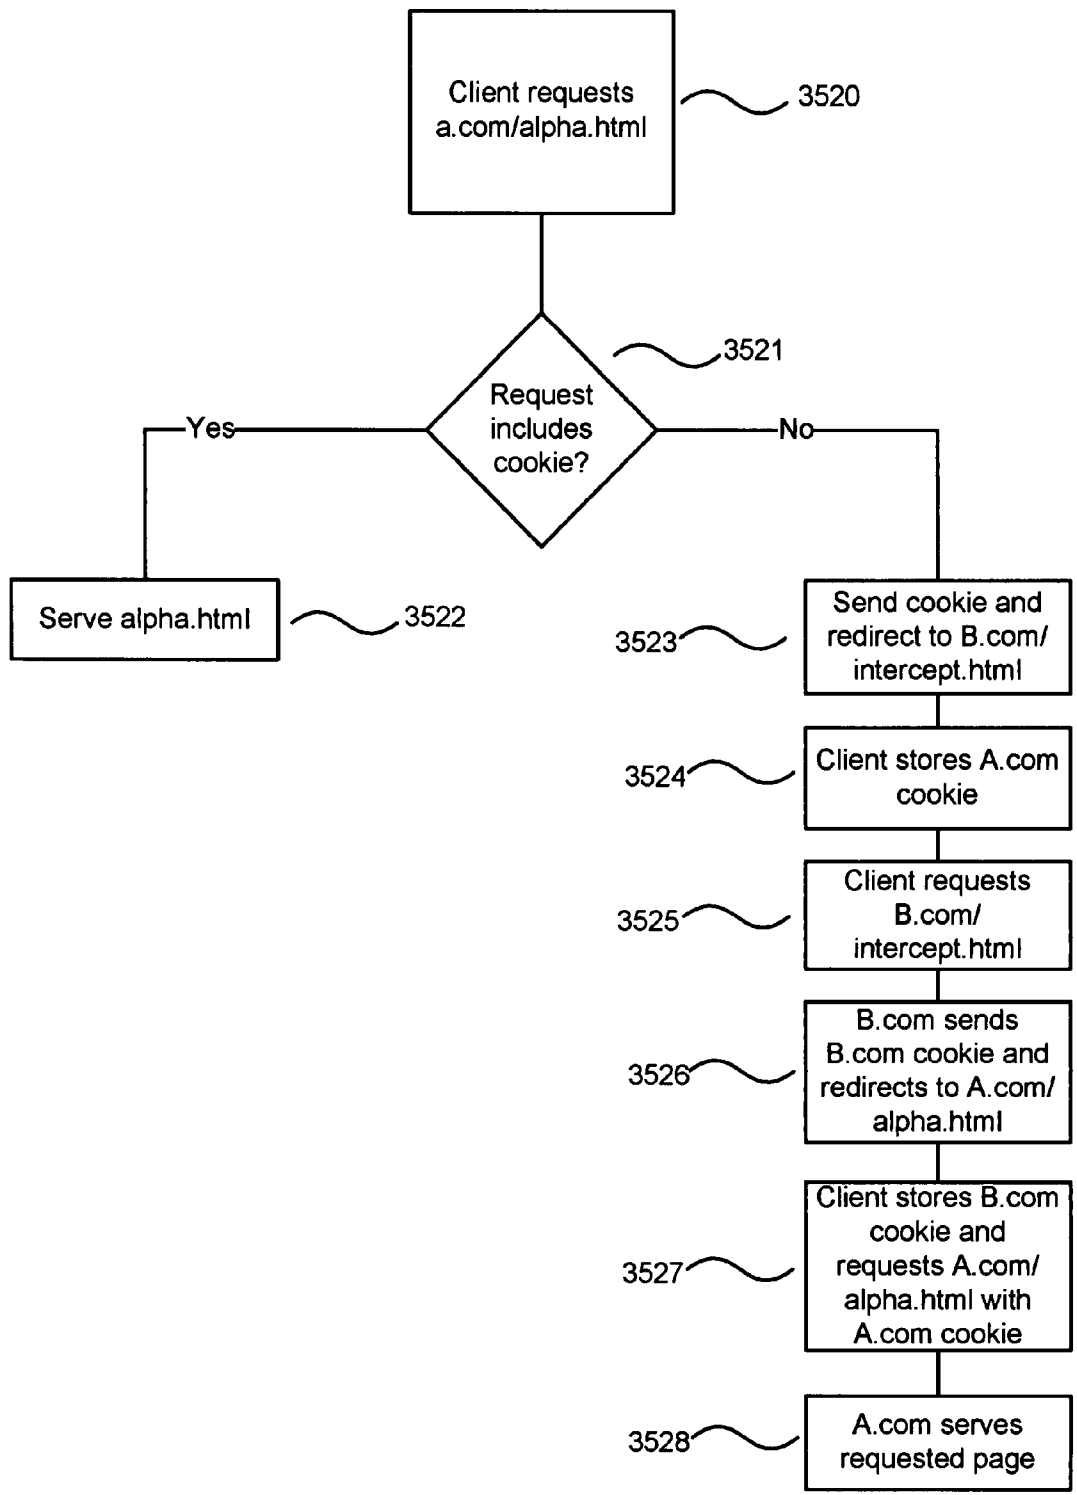 Client requests
a.com/alpha.html
3520
3521
Request
includes
cookie?
Yes
No
Serve alpha.html
3522
Send cookie and
redirect to B.com/
intercept.html
3523
Client stores A.com
cookie
3524
Client requests
B.com/
intercept.html
3525
B.com sends
B.com cookie and
redirects to A.com/
alpha.html
3526
Client stores B.com
cookie and
requests A.com/
alpha.html with
A.com cookie
3527
A.com serves
requested page
3528